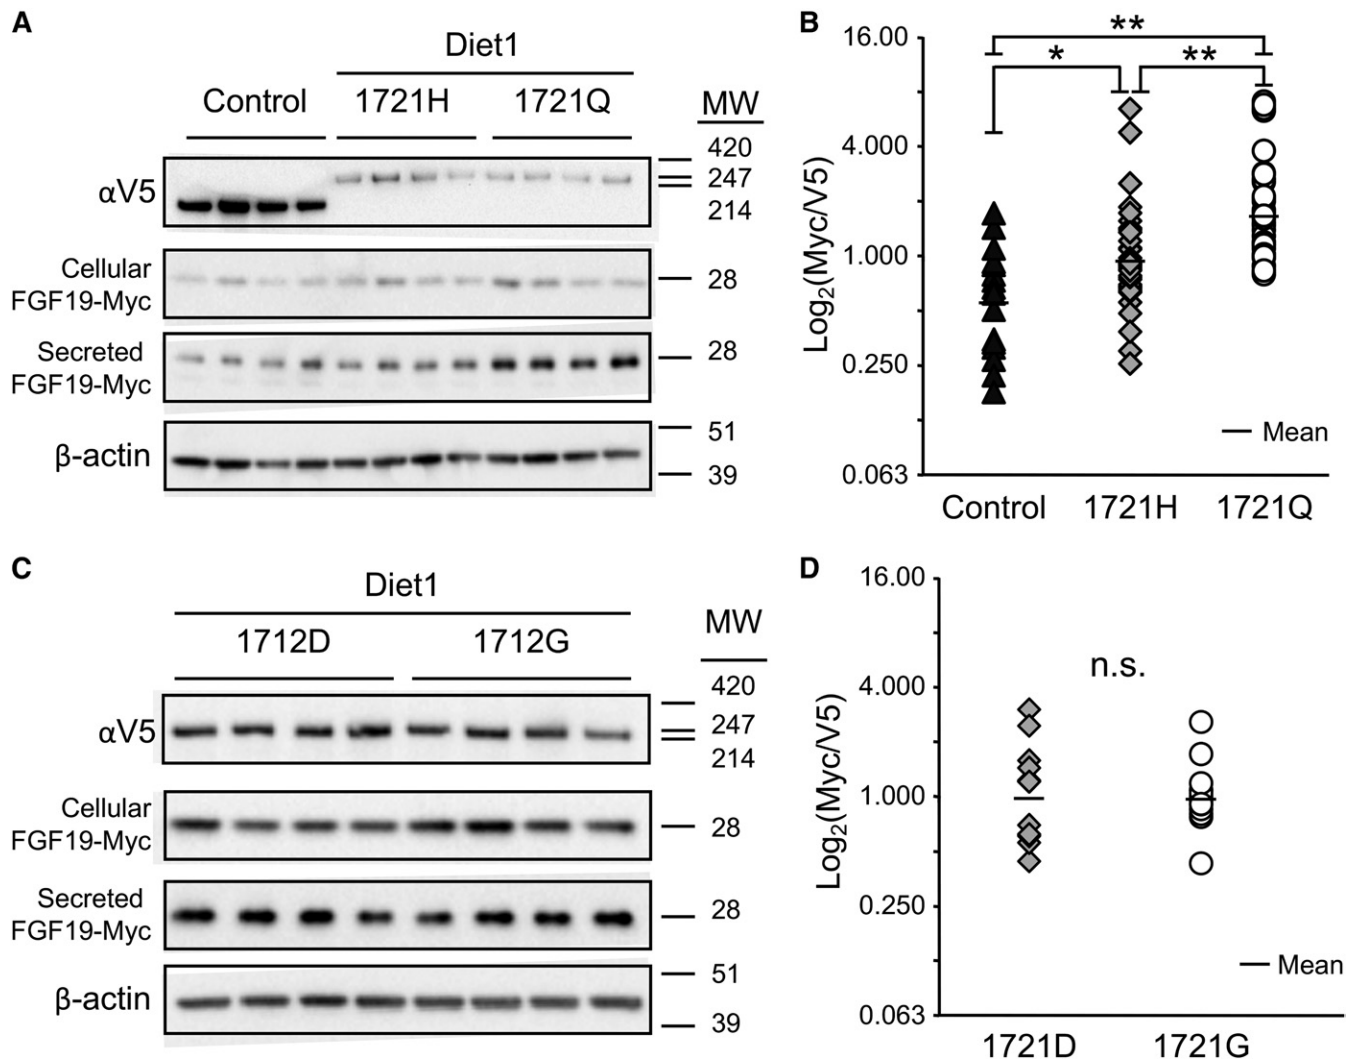 A
Diet1
Control 1721H 1721Q MW
αV5
420
247
214
Cellular
FGF19-Myc
28
Secreted
FGF19-Myc
28
β-actin
51
39
B
Log2(Myc/V5)
16.00
4.000
1.000
0.250
0.063
**
* **
Mean
Control 1721H 1721Q
C
Diet1
1712D 1712G MW
αV5
420
247
214
Cellular
FGF19-Myc
28
Secreted
FGF19-Myc
28
β-actin
51
39
D
Log2(Myc/V5)
16.00
4.000
1.000
0.250
0.063
n.s.
Mean
1721D 1721G